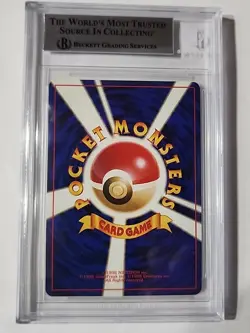 THE WORLD'S MOST TRUSTED
SOURCE IN COLLECTING
BECKETT GRADING SERVICES
POCKET MONSTERS
CARD GAME